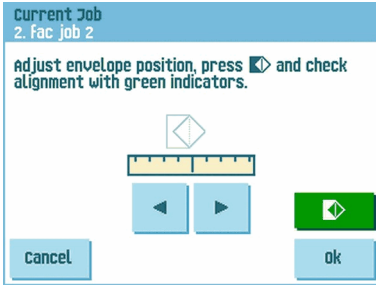 Current Job
2. Fac job 2
Adjust envelope position, press and check
alignment with green indicators.
Cancel
Ok